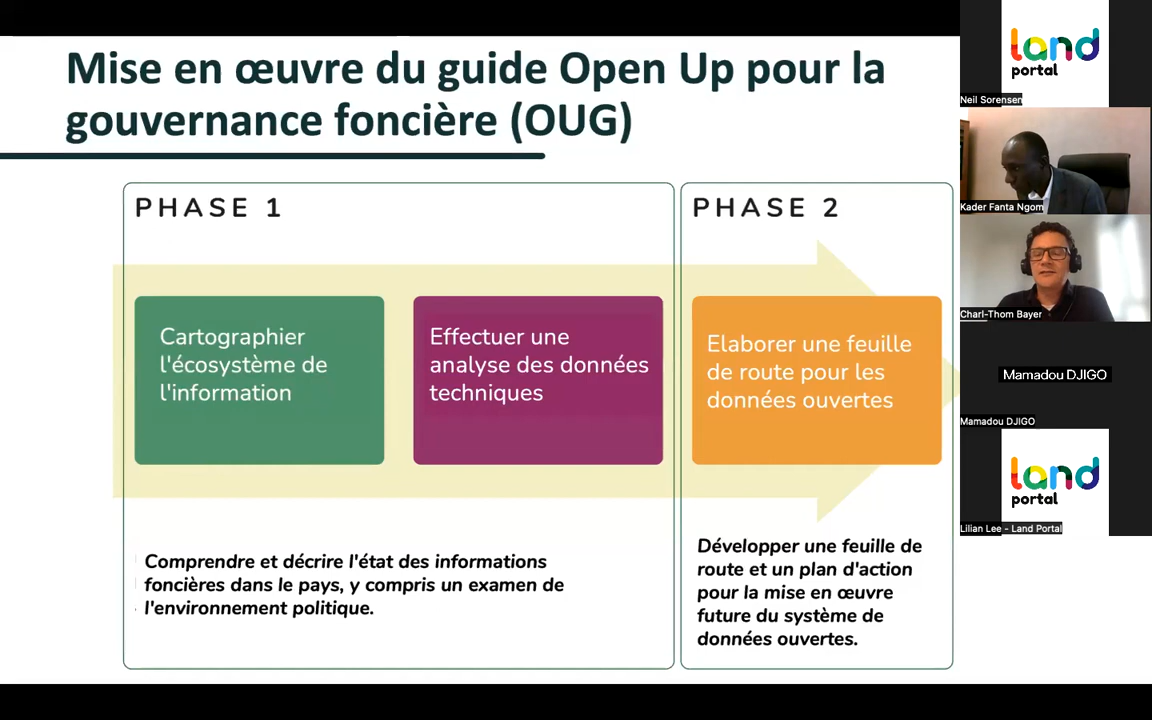 Mise en œuvre du guide Open Up pour la
gouvernance foncière (OUG)
PHASE 1
Cartographier
l'écosystème de
l'information
Effectuer une
analyse des données
techniques
Comprendre et décrire l'état des informations
foncières dans le pays, y compris un examen de
l'environnement politique.
PHASE 2
Elaborer une feuille
de route pour les
données ouvertes
Développer une feuille de
route et un plan d'action
pour la mise en œuvre
future du système de
données ouvertes.
land
portal
Neil Sorensen
Kader Fanta Ngom
Charl-Thom Bayer
Mamadou DJIGO
Mamadou DJIGO
land
portal
Lilian Lee - Land Portal